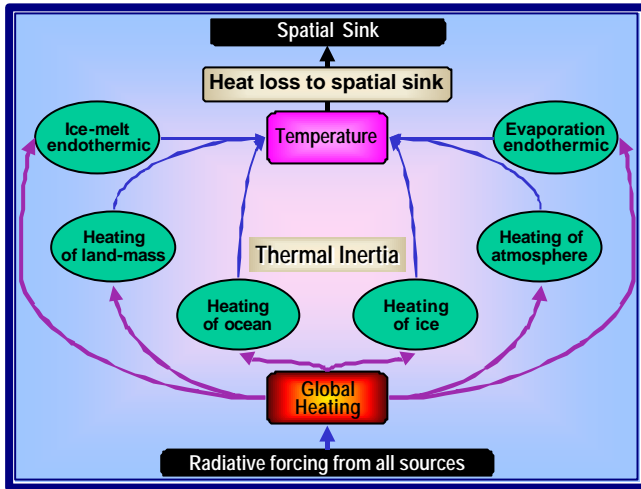 Spatial Sink
Heat loss to spatial sink
Ice-melt
endothermic
Temperature
Evaporation
endothermic
Heating
of land-mass
Thermal Inertia
Heating of
atmosphere
Heating
of ocean
Heating
of ice
Global
Heating
Radiative forcing from all sources